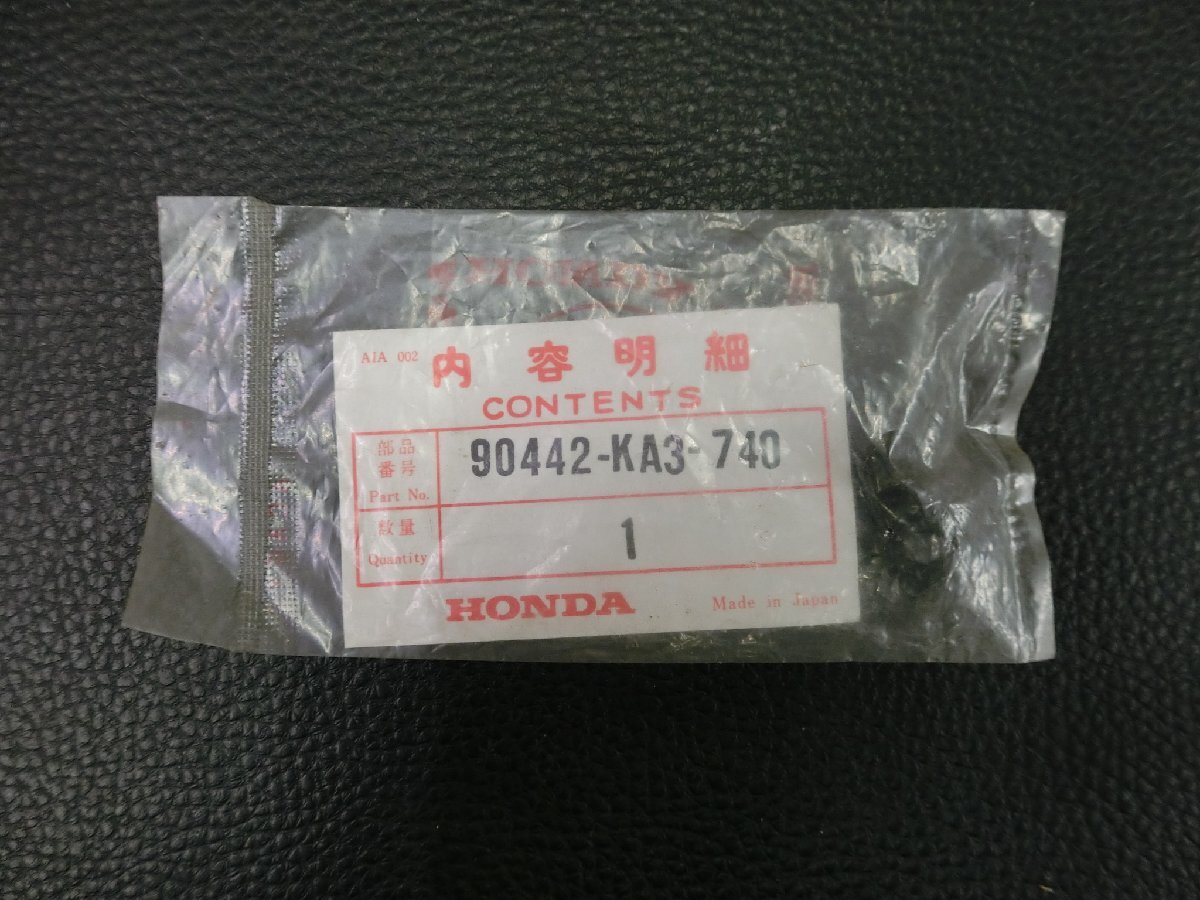 AIA 002
内容明細
CONTENTS
部品
番号
Part No.
90442-KA3-740
数量
Quantity
1
HONDA
Made in Japan